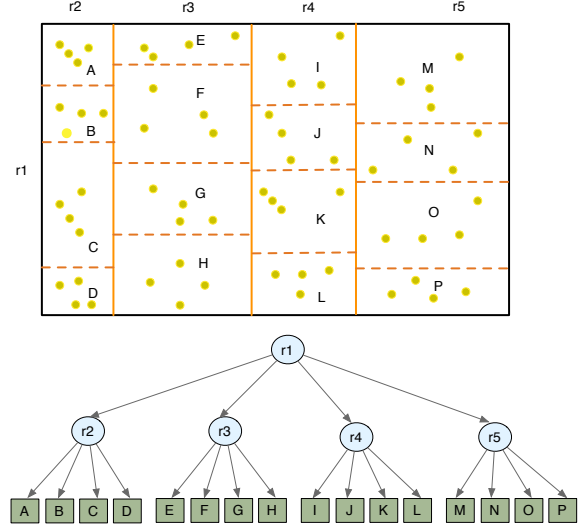 r2 r3 r4 r5
E
A
I
M
F
B
J
N
r1
G
O
K
C
H
D
L
P
r1
r2 r3 r4 r5
A B C D E F G H I J K L M N O P